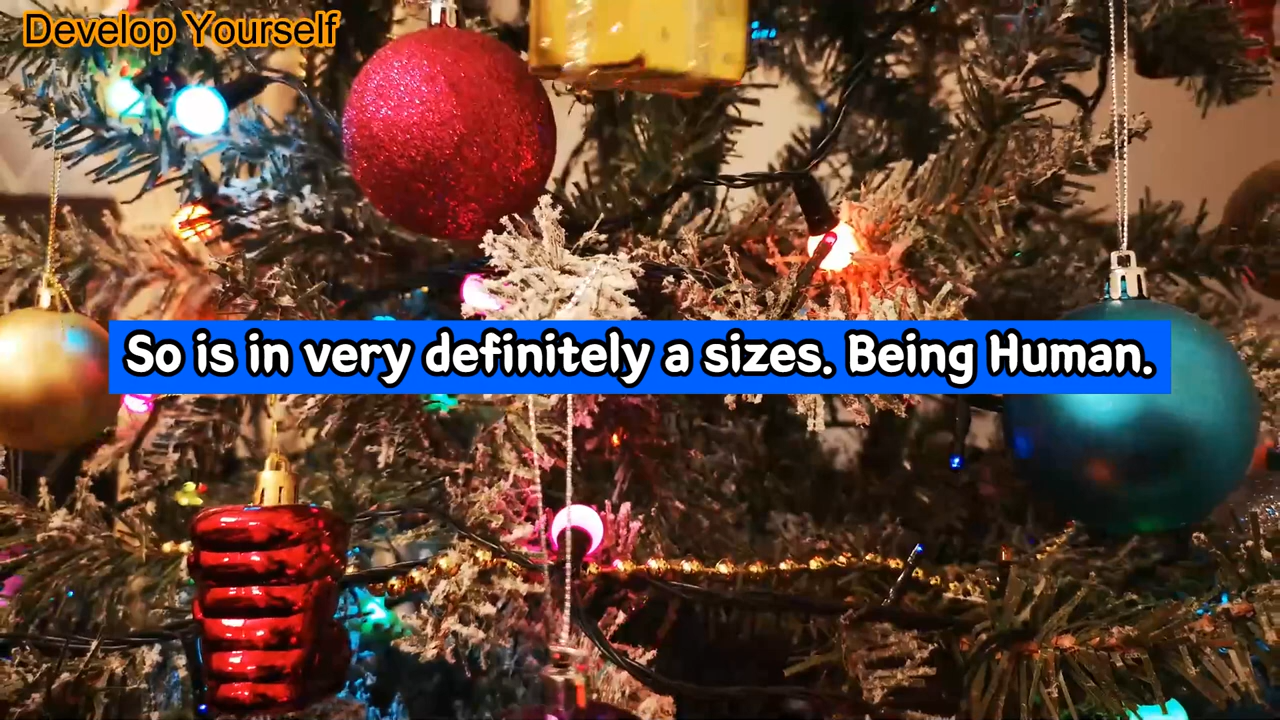 Develop Yourself
So is in very definitely a sizes. Being Human.